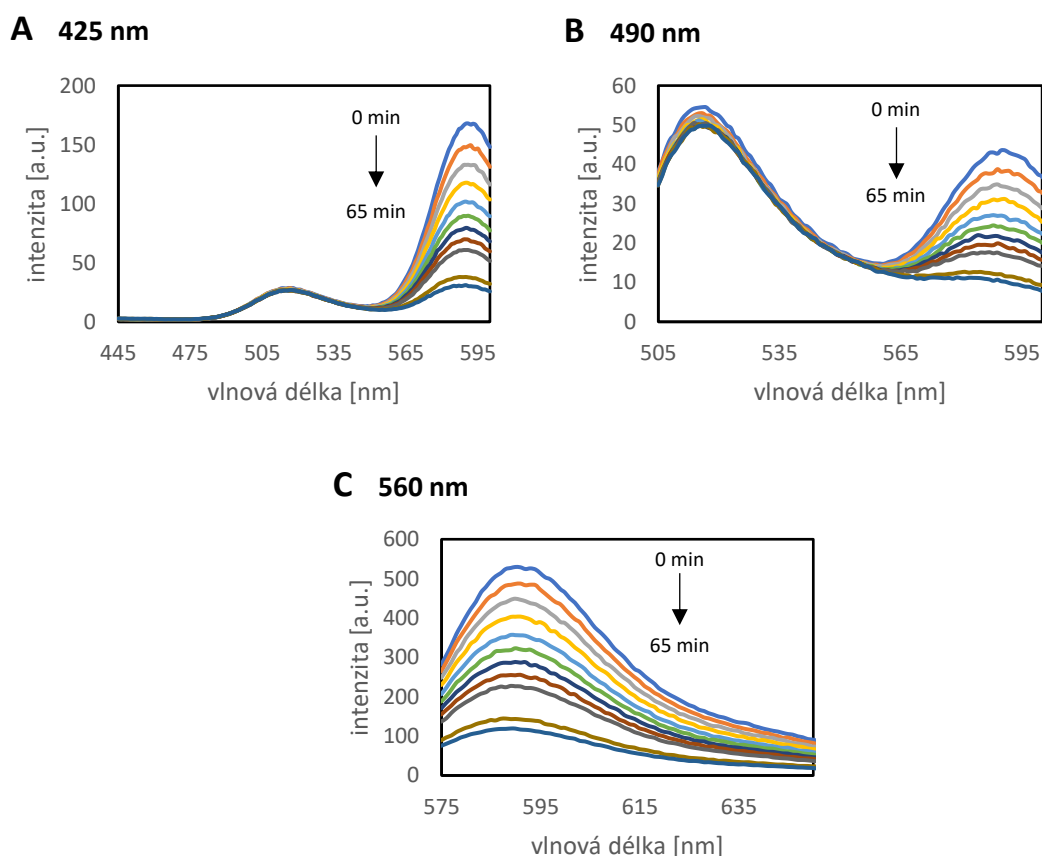 A 425 nm
200
150
100
50
0
445 475 505 535 565 595
intenzita [a.u.]
vlnová délka [nm]
0 min
65 min
B 490 nm
60
50
40
30
20
10
0
505 535 565 595
intenzita [a.u.]
vlnová délka [nm]
0 min
65 min
C 560 nm
600
500
400
300
200
100
0
575 595 615 635
intenzita [a.u.]
vlnová délka [nm]
0 min
65 min